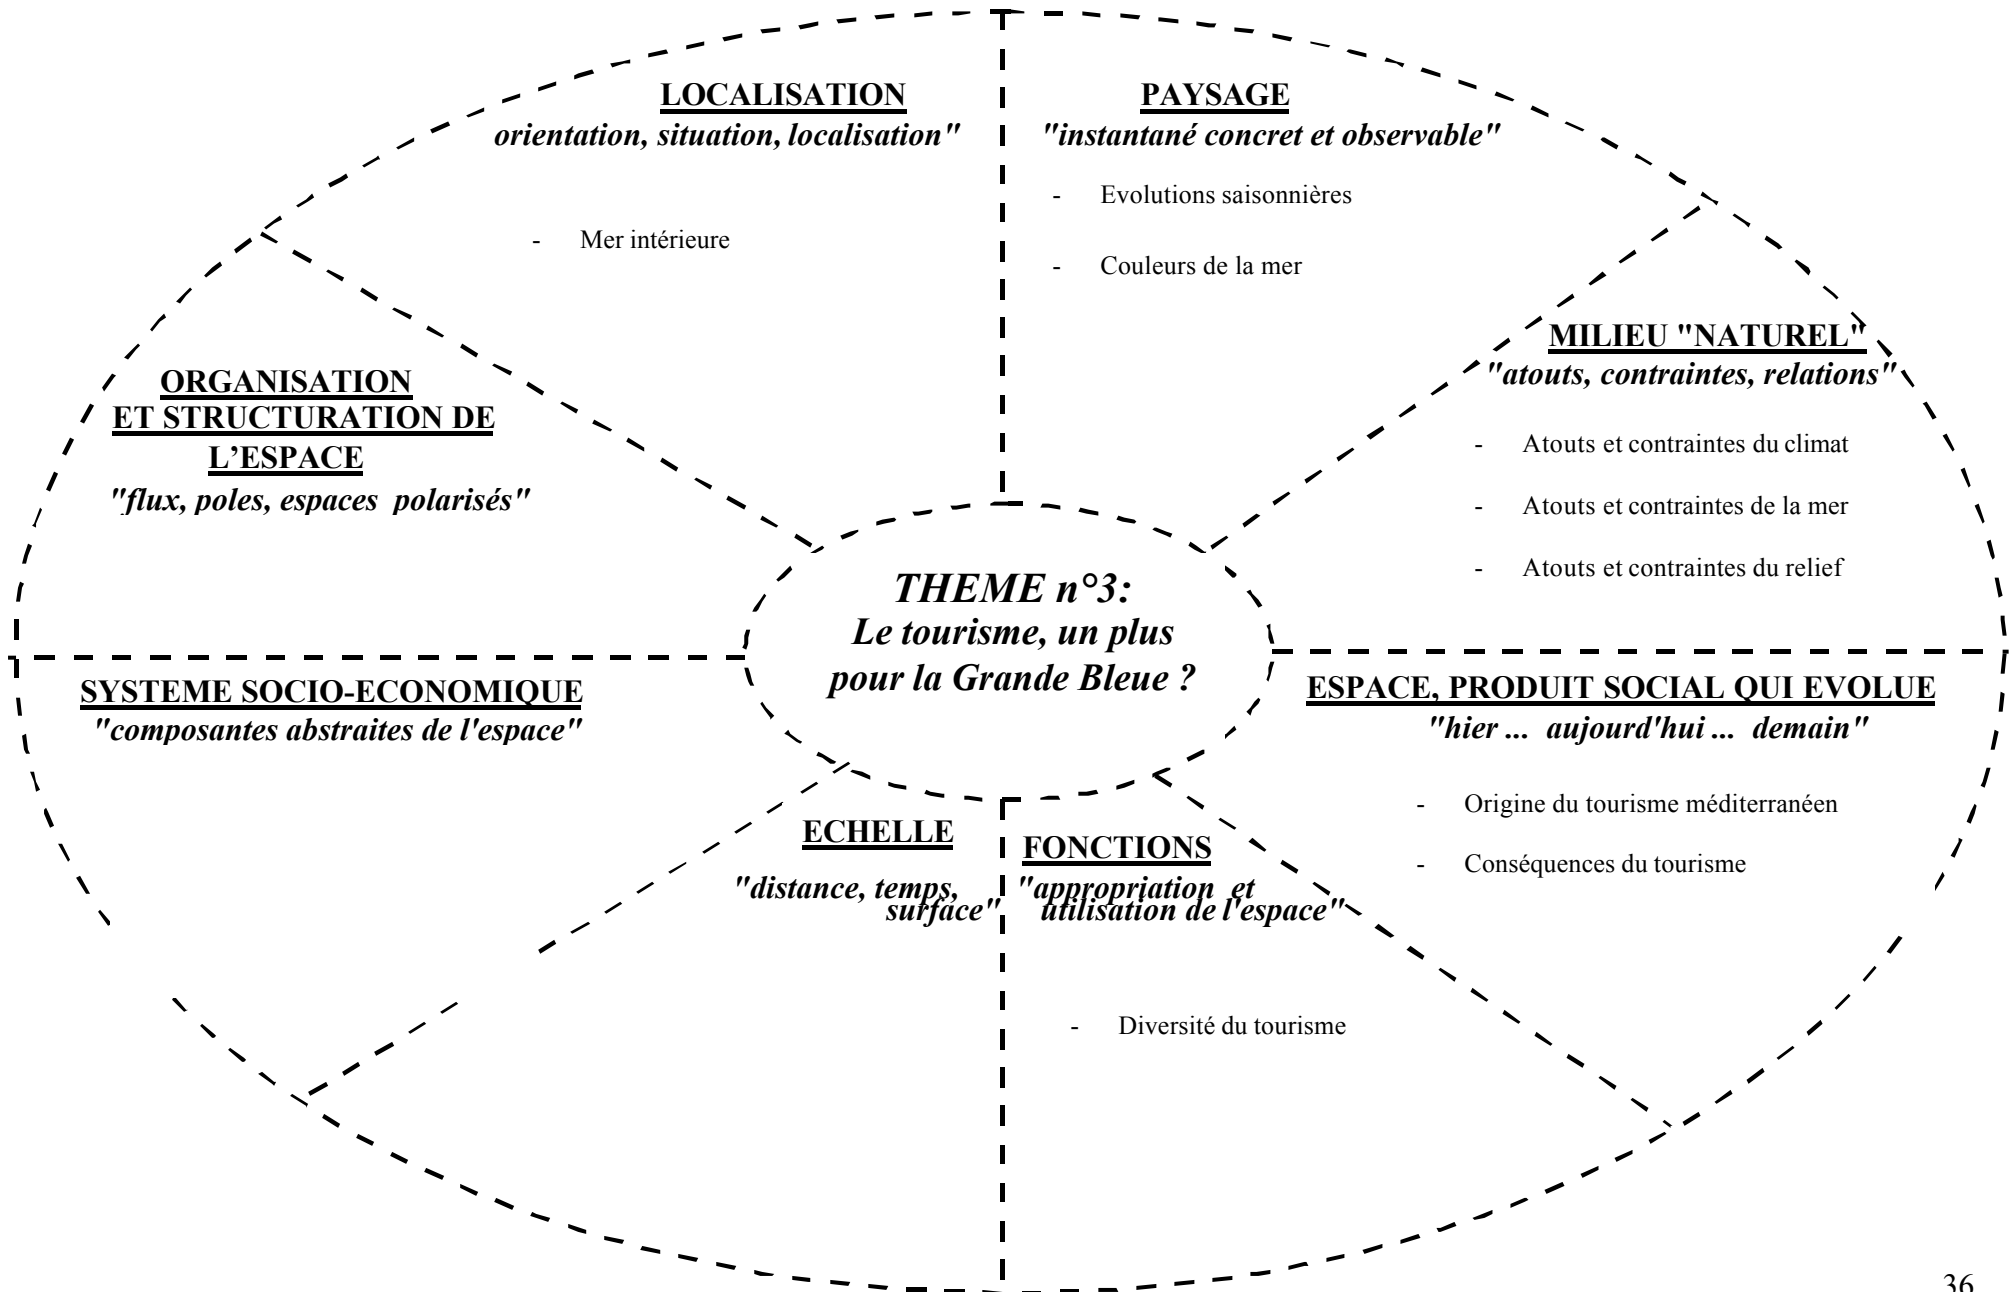 LOCALISATION
orientation, situation, localisation"
- Mer intérieure
PAYSAGE
"instantané concret et observable"
- Evolutions saisonnières
- Couleurs de la mer
MILIEU "NATUREL"
"atouts, contraintes, relations"
- Atouts et contraintes du climat
- Atouts et contraintes de la mer
- Atouts et contraintes du relief
ORGANISATION
ET STRUCTURATION DE
L’ESPACE
"flux, poles, espaces polarisés"
THEME n°3:
Le tourisme, un plus
pour la Grande Bleue ?
SYSTEME SOCIO-ECONOMIQUE
"composantes abstraites de l'espace"
ESPACE, PRODUIT SOCIAL QUI EVOLUE
"hier ... aujourd'hui ... demain"
- Origine du tourisme méditerranéen
- Conséquences du tourisme
ECHELLE
"distance, temps,
surface"
FONCTIONS
"appropriation et
utilisation de l'espace"
- Diversité du tourisme
36